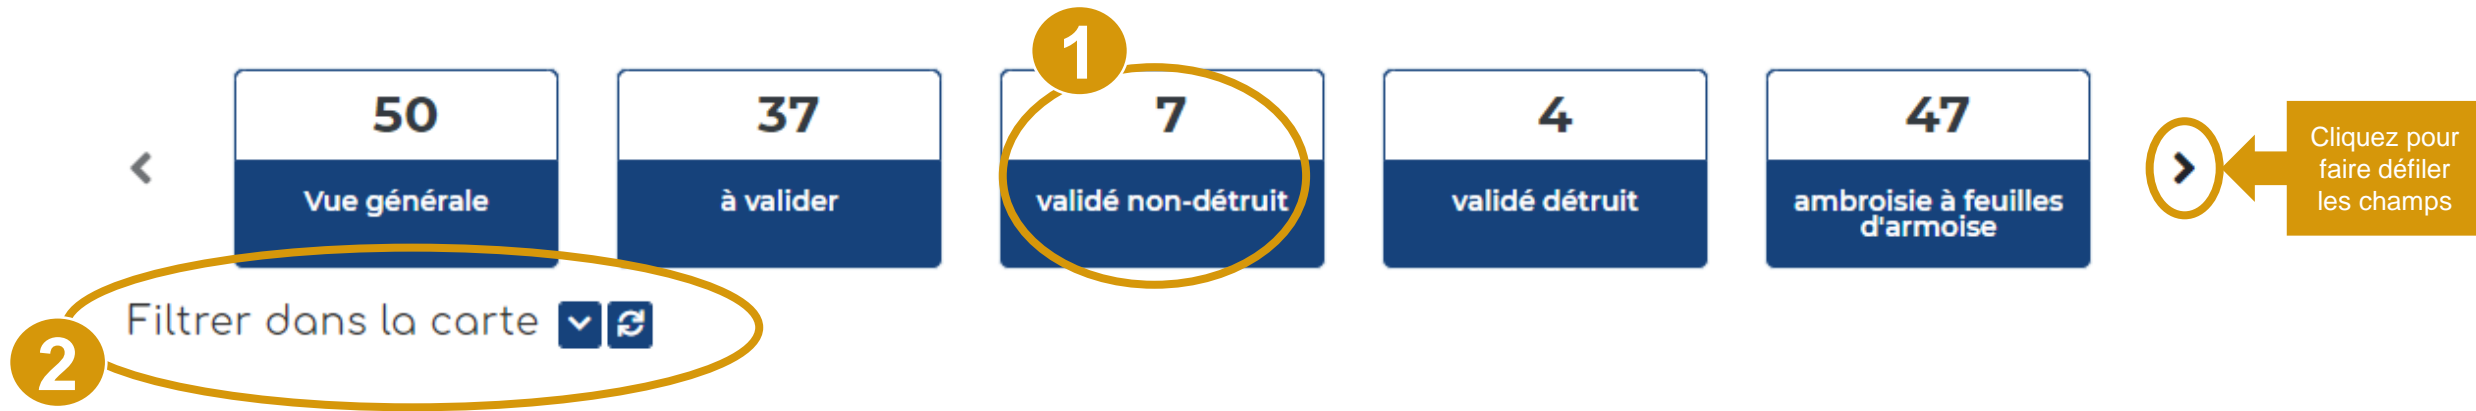 1
50
37
7
4
47
Vue générale
à valider
validé non-détruit
validé détruit
ambroisie à feuilles
d'armoise
Cliquez pour
faire défiler
les champs
Filtrer dans la carte
2